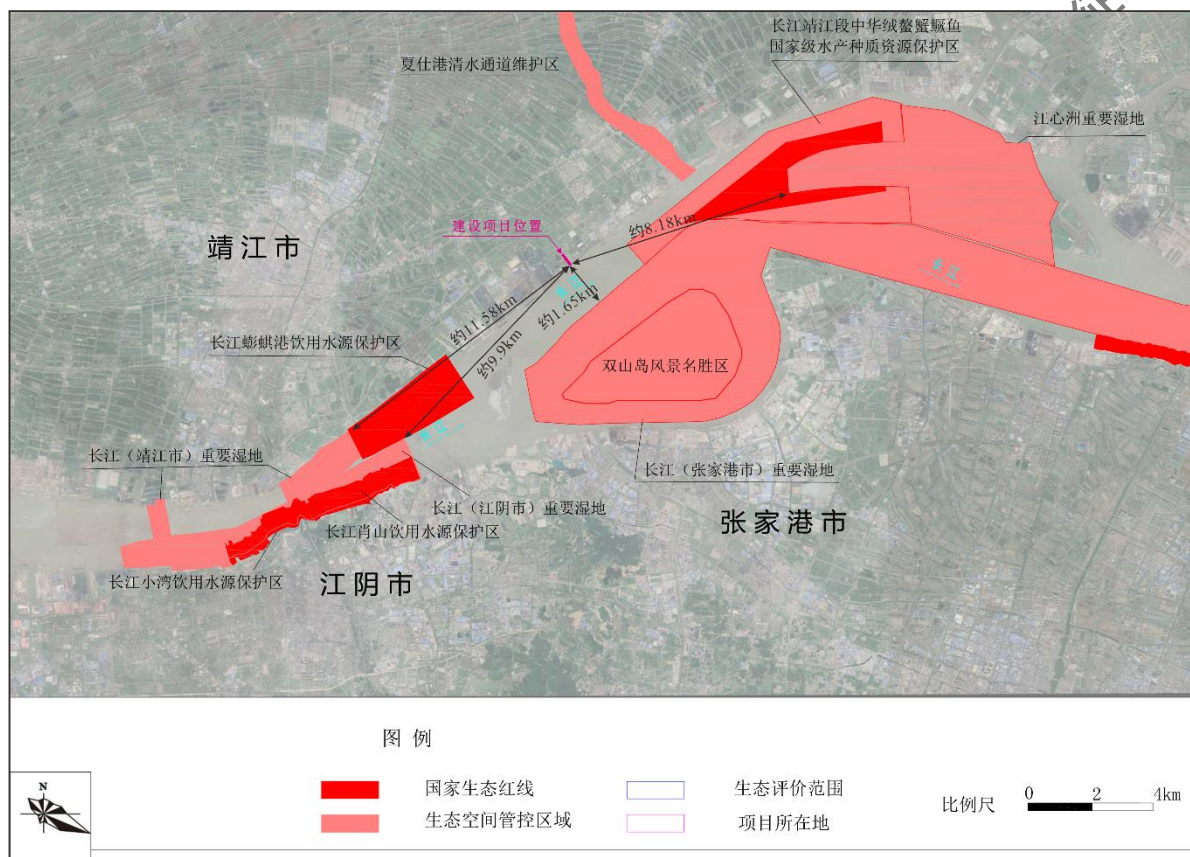 征
长江靖江段中华绒螯蟹鳜鱼
国家级水产种质资源保护区
夏仕港清水通道维护区
江心洲重要湿地
建设项目位置
约8.18km
靖江市
长江
长江
约1.65km
约11.58km
约9.9km
长江蟛蜞港饮用水源保护区
双山岛风景名胜区
长江
长江（靖江市）重要湿地
长江（张家港市）重要湿地
长江（江阴市）重要湿地
长江肖山饮用水源保护区
张家港市
长江小湾饮用水源保护区
江阴市
图 例
N
国家生态红线
生态评价范围
生态空间管控区域
项目所在地
比例尺
0 2 4km